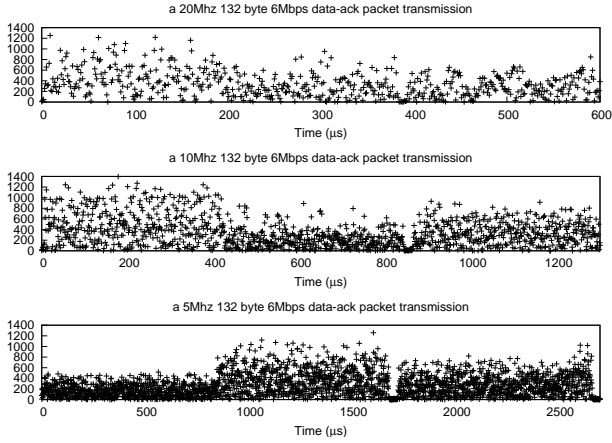 a 20Mhz 132 byte 6Mbps data-ack packet transmission
1400
1200
1000
800
600
400
200
0
0 100 200 300 400 500 600
Time (μs)
a 10Mhz 132 byte 6Mbps data-ack packet transmission
1400
1200
1000
800
600
400
200
0
0 200 400 600 800 1000 1200
Time (μs)
a 5Mhz 132 byte 6Mbps data-ack packet transmission
1400
1200
1000
800
600
400
200
0
0 500 1000 1500 2000 2500
Time (μs)